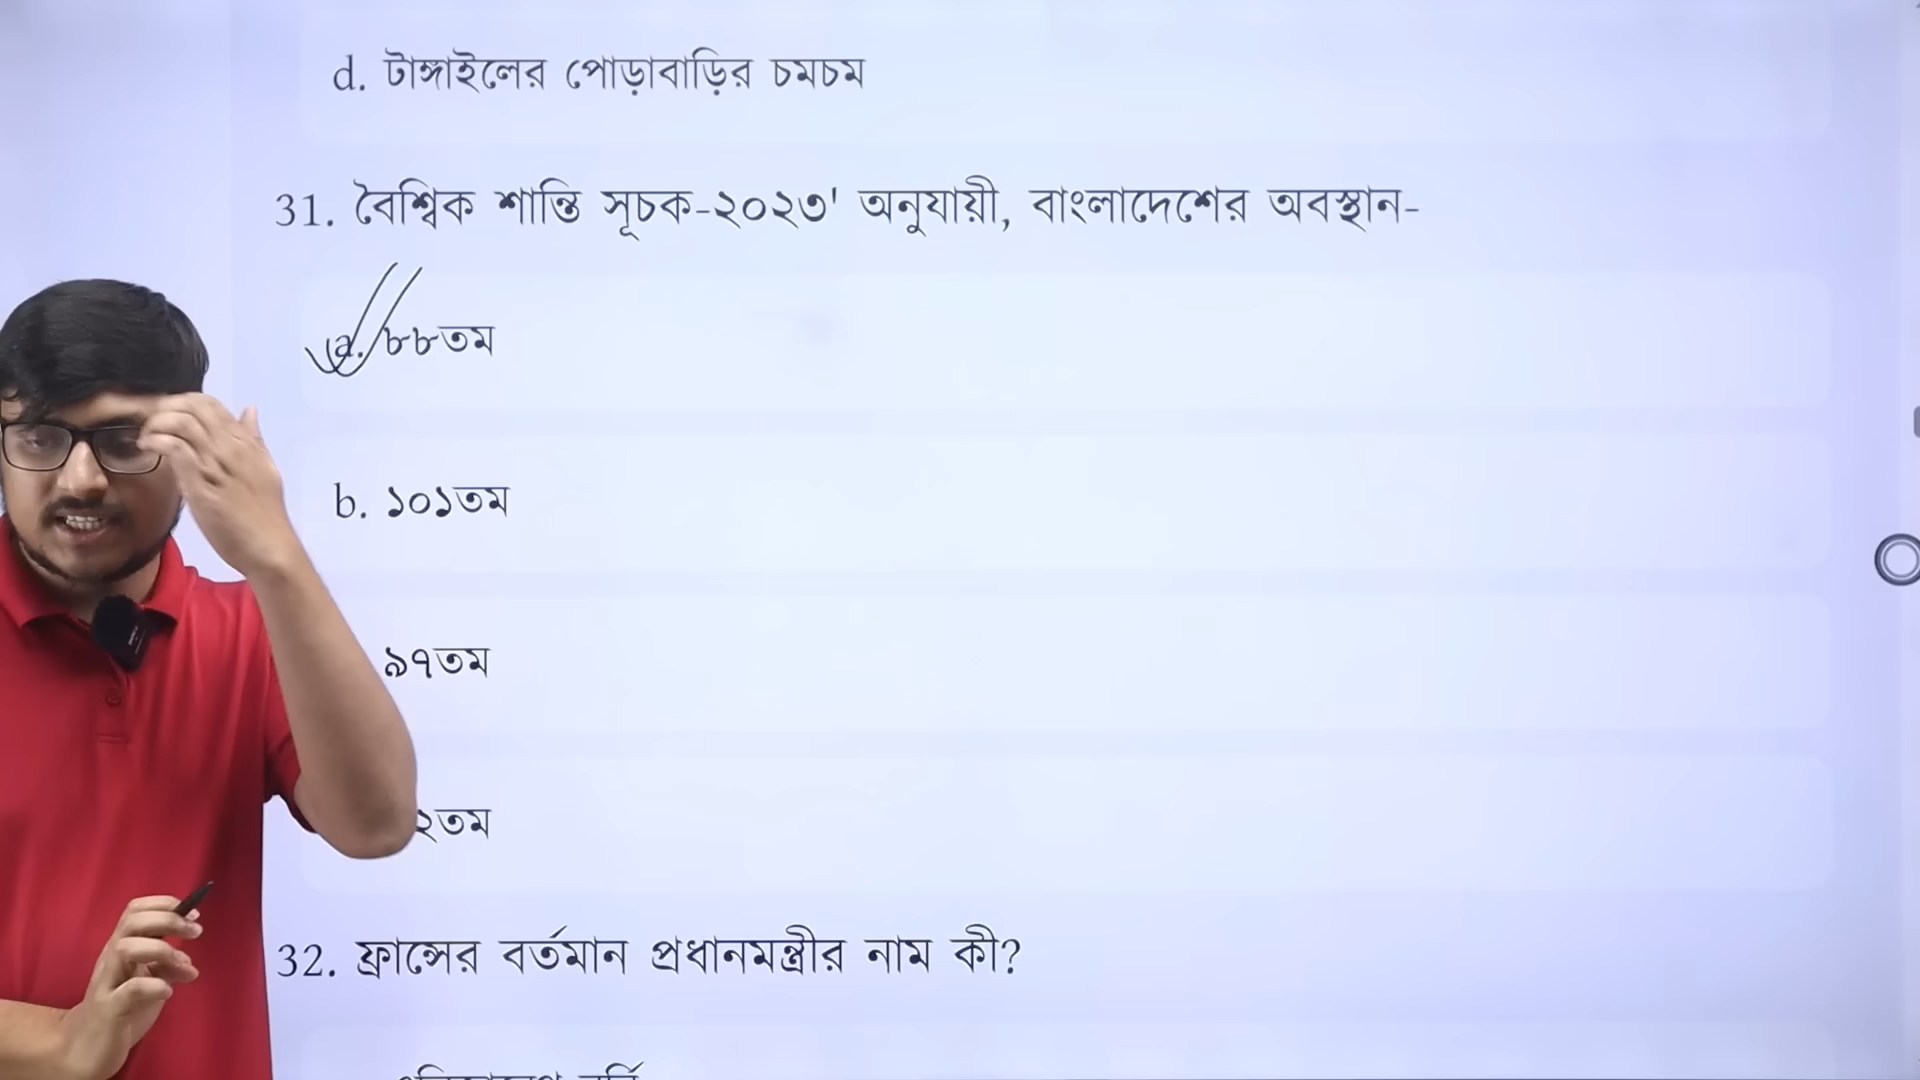 d. টাঙ্গাইলের পোড়াবাড়ির চমচম
31. বৈশ্বিক শান্তি সূচক-২০২৩' অনুযায়ী, বাংলাদেশের অবস্থান-
a. ৮৮তম
b. ১০১তম
৯৭তম
২তম
32. ফ্রান্সের বর্তমান প্রধানমন্ত্রীর নাম কী?